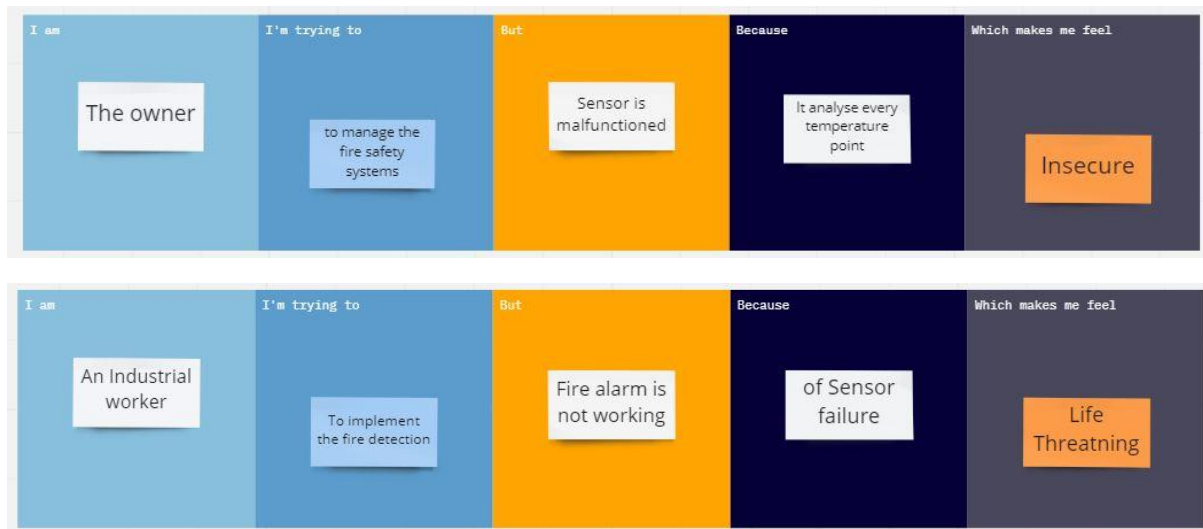 I am
I'm trying to
But
Because
Which makes me feel
The owner
to manage the
fire safety
systems
Sensor is
malfunctioned
It analyse every
temperature
point
Insecure
I am
I'm trying to
But
Because
Which makes me feel
An Industrial
worker
To implement
the fire detection
Fire alarm is
not working
of Sensor
failure
Life
Threatning